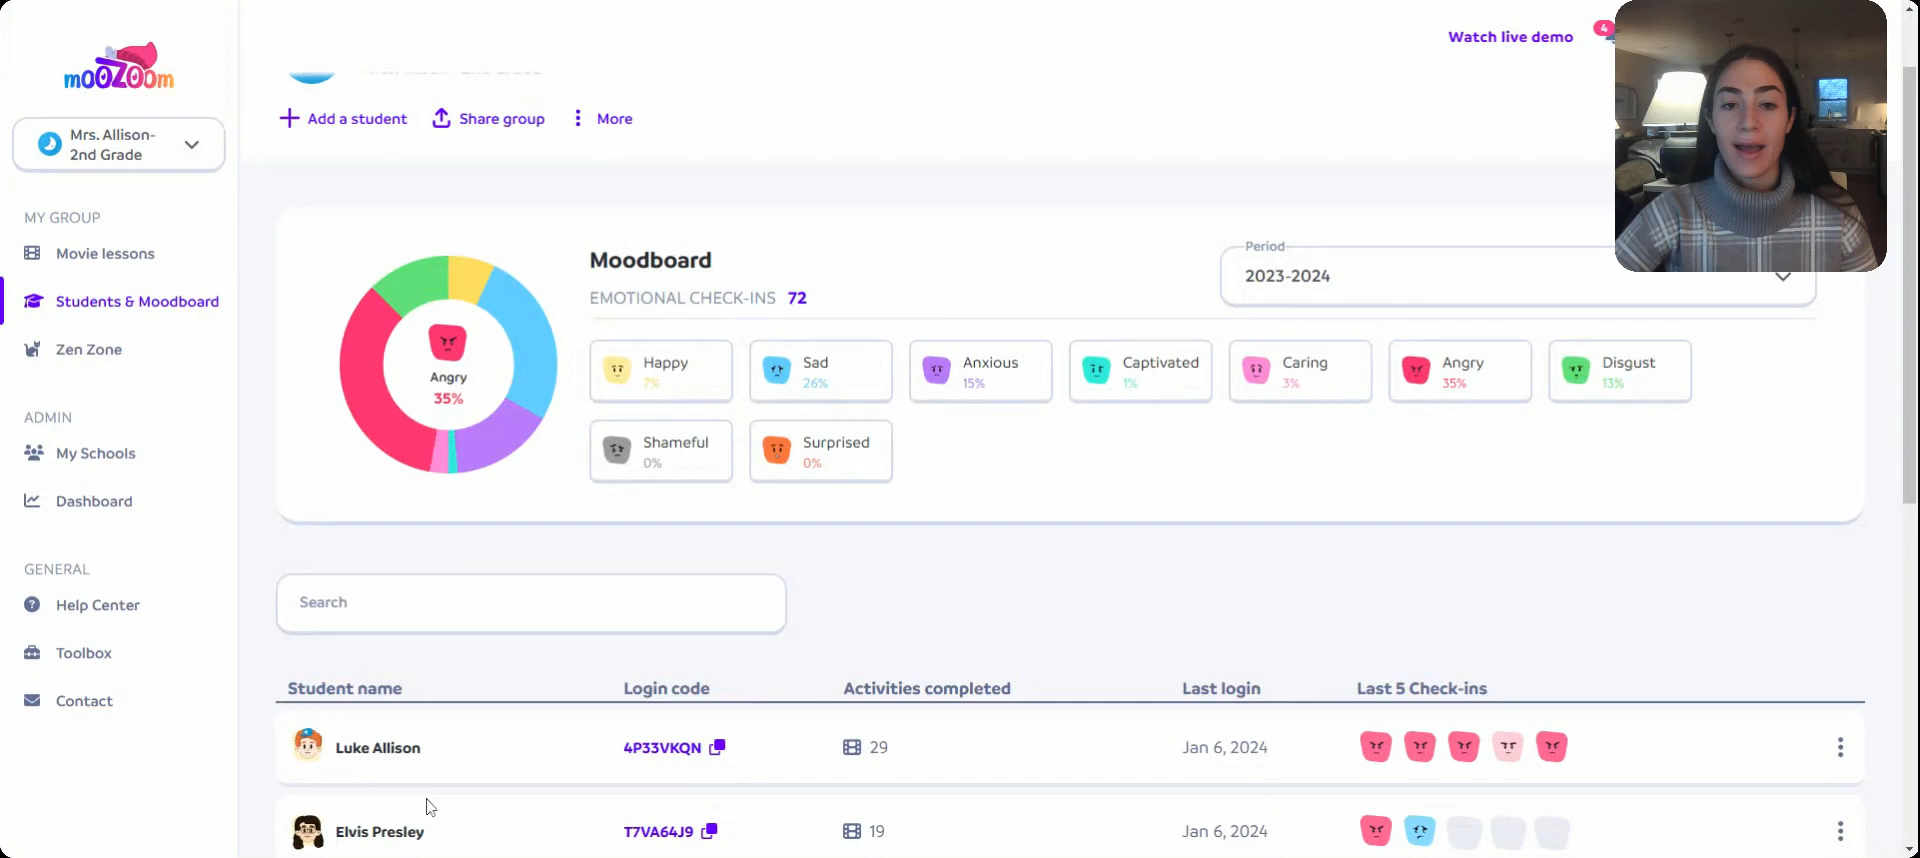 mooZoom
Watch live demo
4
Mrs. Allison-
2nd Grade
Add a student
Share group
More
MY GROUP
Movie lessons
Students & Moodboard
Zen Zone
ADMIN
My Schools
Dashboard
GENERAL
Help Center
Toolbox
Contact
Angry
35%
Moodboard
EMOTIONAL CHECK-INS 72
Period
2023-2024
Happy
7%
Sad
26%
Anxious
15%
Captivated
1%
Caring
3%
Angry
35%
Disgust
13%
Shameful
0%
Surprised
0%
Search
Student name Login code Activities completed Last login Last 5 Check-ins
Luke Allison 4P33VKQN 29 Jan 6, 2024
Elvis Presley T7VA64J9 19 Jan 6, 2024